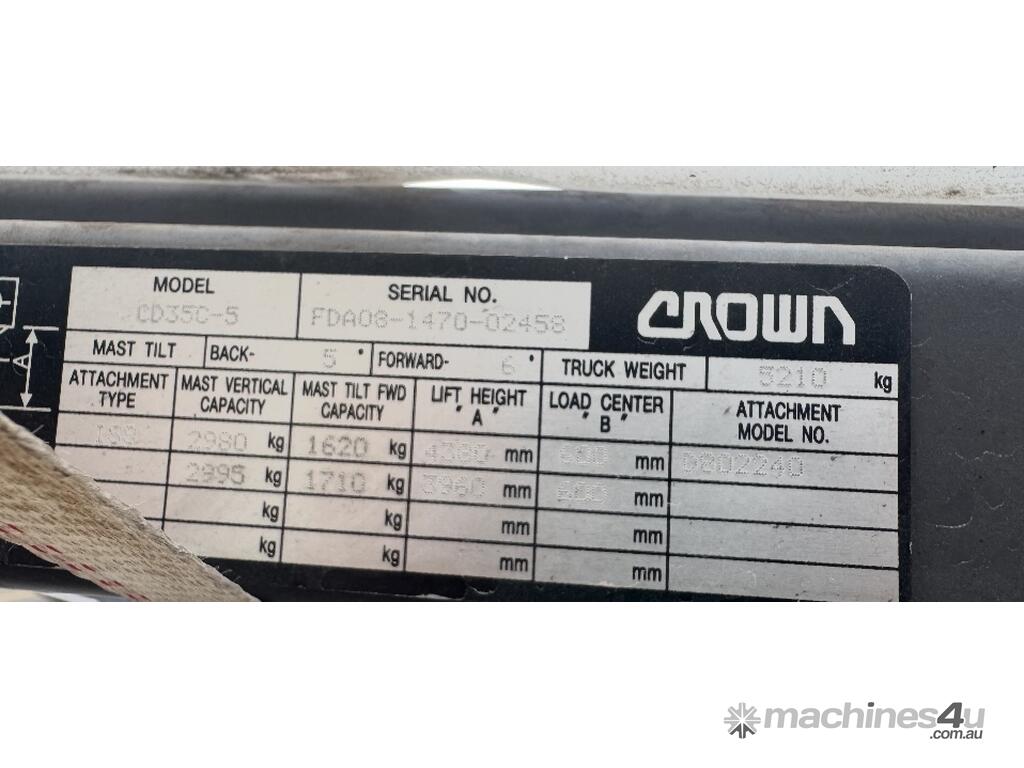 MODEL
CD35C-5
SERIAL NO.
FDA08-1470-02458
CROWN
MAST TILT BACK- 5 ° FORWARD- 6 ° TRUCK WEIGHT 5210 kg
ATTACHMENT TYPE
MAST VERTICAL CAPACITY
MAST TILT FWD CAPACITY
LIFT HEIGHT "A"
LOAD CENTER "B"
ATTACHMENT MODEL NO.
A
2980 kg 1620 kg 4380 mm 600 mm
2995 kg 1710 kg 3960 mm 600 mm
kg kg mm mm
kg kg mm mm
machines4u
.com.au